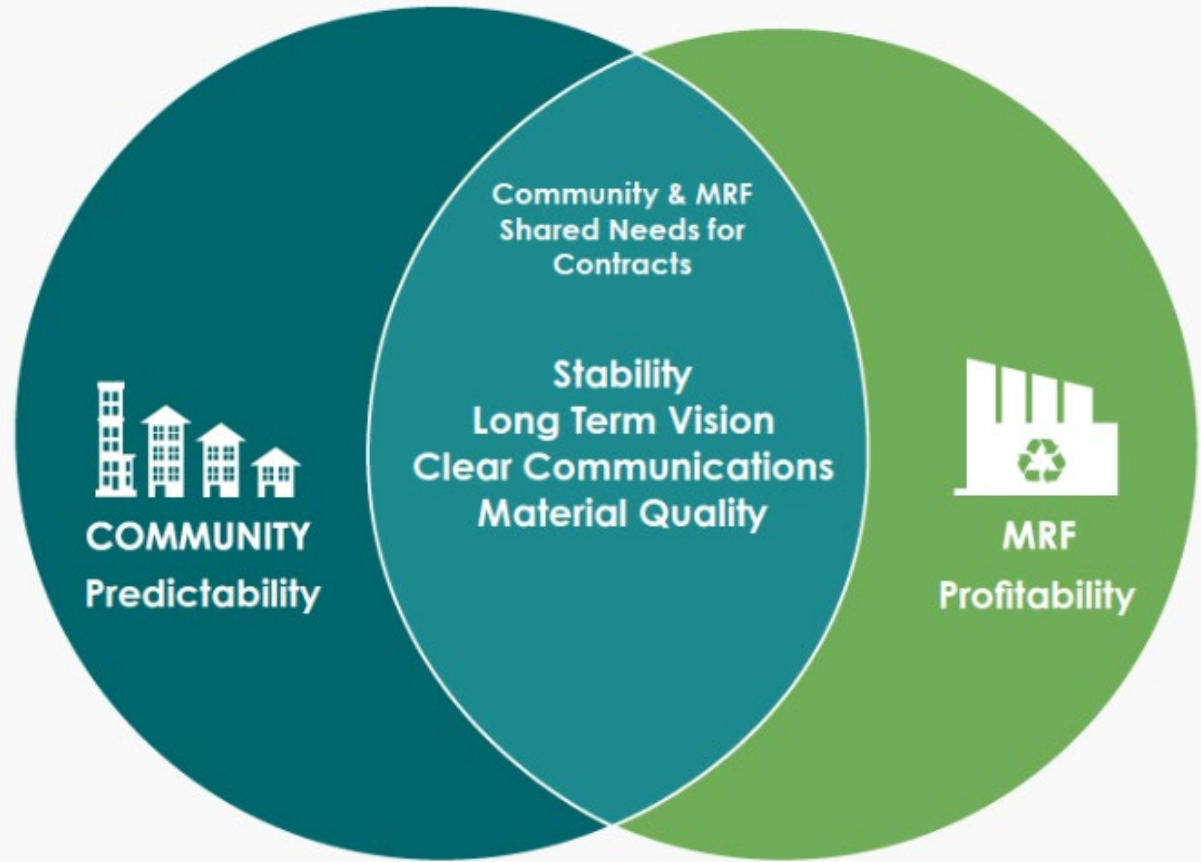 Community & MRF
Shared Needs for
Contracts
Stability
Long Term Vision
Clear Communications
Material Quality
COMMUNITY
Predictability
MRF
Profitability